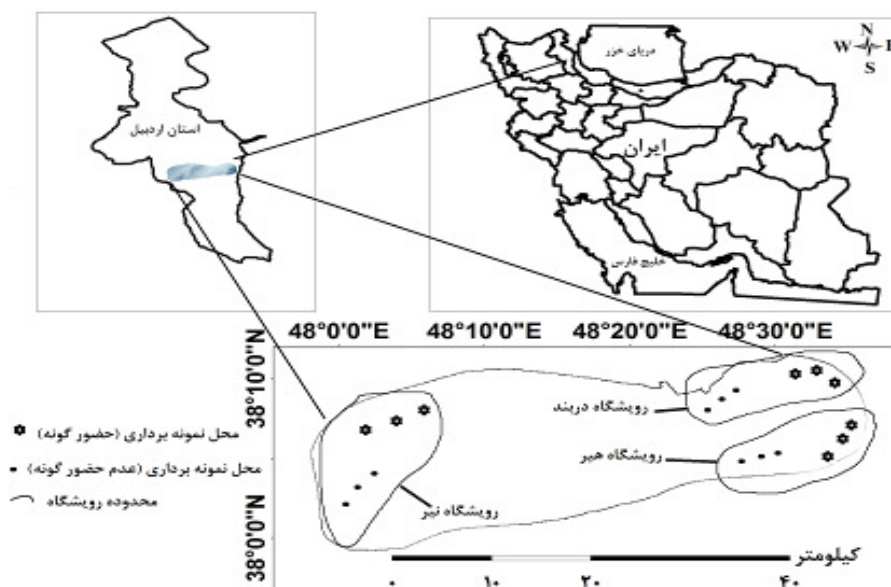 دریای خزر
N
W E
S
استان اردبیل
ایران
خلیج فارس
48°0'0"E 48°10'0"E 48°20'0"E 48°30'0"E
38°10'0"N
38°0'0"N
رویشگاه دربند
رویشگاه هیر
رویشگاه نیر
محل نمونه برداری (حضور گونه)
محل نمونه برداری (عدم حضور گونه)
محدوده رویشگاه
کیلومتر
۰ ۱۰ ۲۰ ۴۰